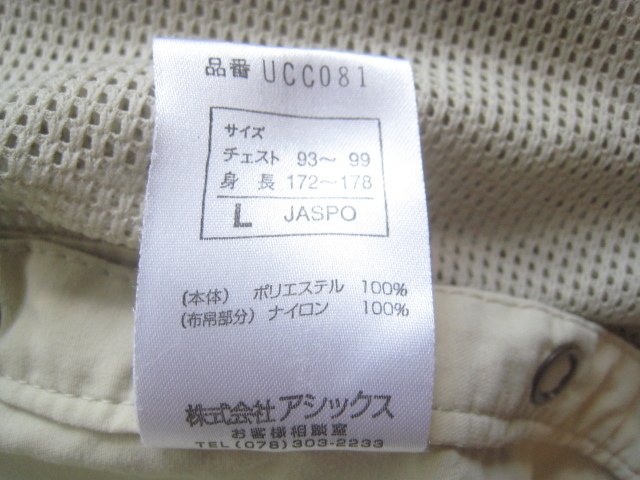 品番 UCC081
サイズ
チェスト 93～ 99
身 長 172～178
L JASPO
(本体) ポリエステル 100%
(布帛部分) ナイロン 100%
株式会社アシックス
お客様相談室
TEL(078)303-2233